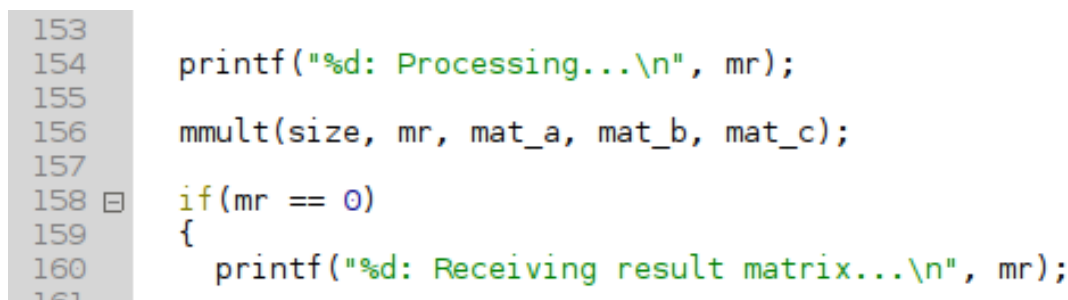 153
154 printf("%d: Processing...\n", mr);
155
156 mmult(size, mr, mat_a, mat_b, mat_c);
157
158 if(mr == 0)
159 {
160 printf("%d: Receiving result matrix...\n", mr);
161